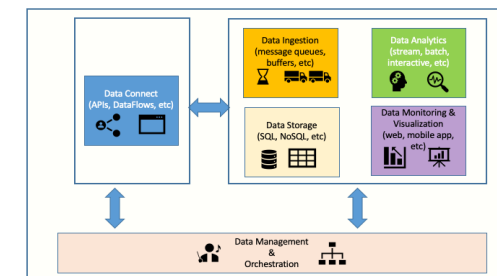 Data Connect
(APIs, DataFlows, etc)
Data Ingestion
(message queues,
buffers, etc)
Data Analytics
(stream, batch,
interactive, etc)
Data Storage
(SQL, NoSQL, etc)
Data Monitoring &
Visualization
(web, mobile app,
etc)
Data Management
&
Orchestration